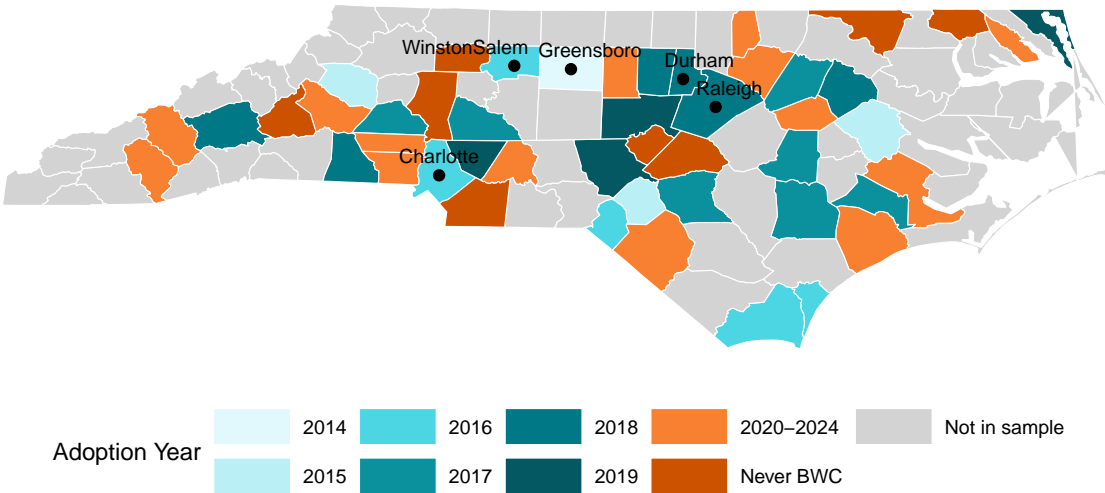 WinstonSalem
Greensboro
Durham
Raleigh
Charlotte
Adoption Year
2014
2016
2018
2020−2024
Not in sample
2015
2017
2019
Never BWC